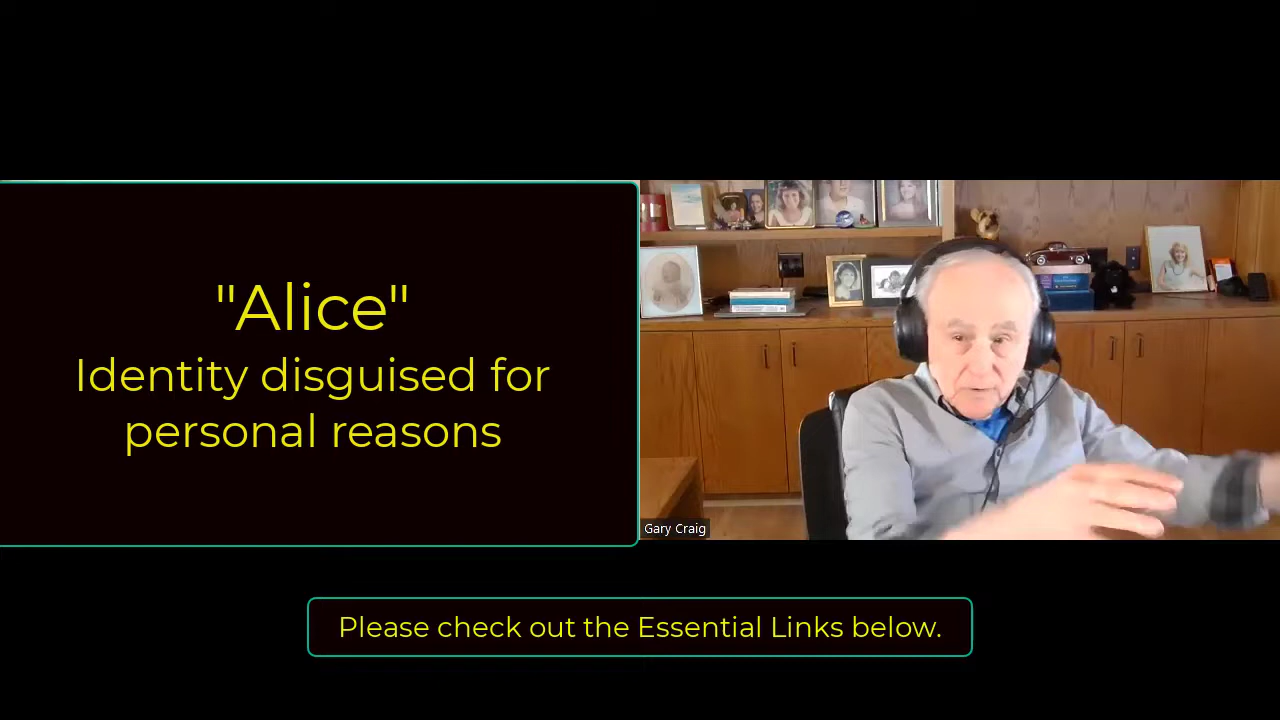 "Alice"
Identity disguised for
personal reasons
Gary Craig
Please check out the Essential Links below.